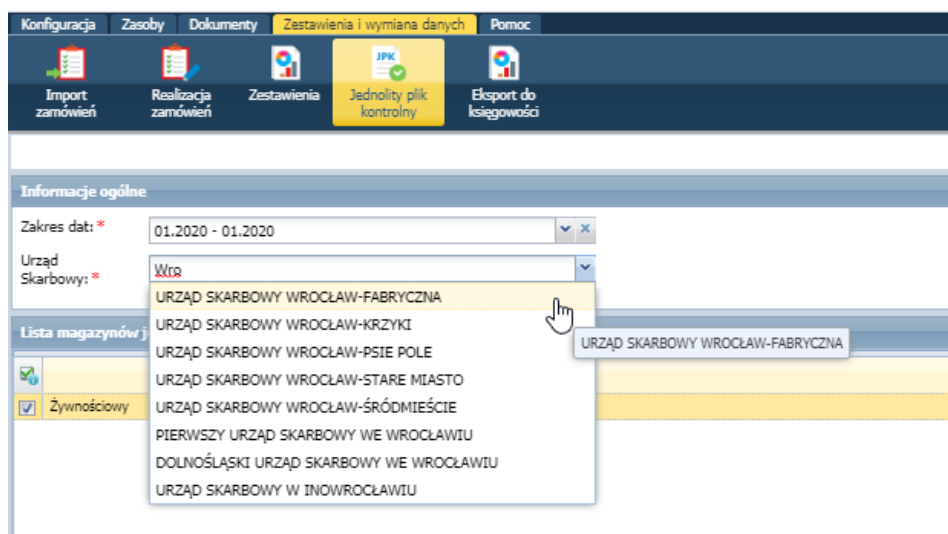 Konfiguracja Zasoby Dokumenty Zestawienia i wymiana danych Pomoc
JPK
Import zamówień
Realizacja zamówień
Zestawienia
Jednolity plik kontrolny
Eksport do księgowości
Informacje ogólne
Zakres dat: * 01.2020 - 01.2020
Urząd Skarbowy: * Wro
URZĄD SKARBOWY WROCŁAW-FABRYCZNA
URZĄD SKARBOWY WROCŁAW-KRZYKI
URZĄD SKARBOWY WROCŁAW-FABRYCZNA
Lista magazynów j
URZĄD SKARBOWY WROCŁAW-PSIE POLE
URZĄD SKARBOWY WROCŁAW-STARE MIASTO
Żywnościowy
URZĄD SKARBOWY WROCŁAW-ŚRÓDMIEŚCIE
PIERWSZY URZĄD SKARBOWY WE WROCŁAWIU
DOLNOŚLĄSKI URZĄD SKARBOWY WE WROCŁAWIU
URZĄD SKARBOWY W INOWROCŁAWIU